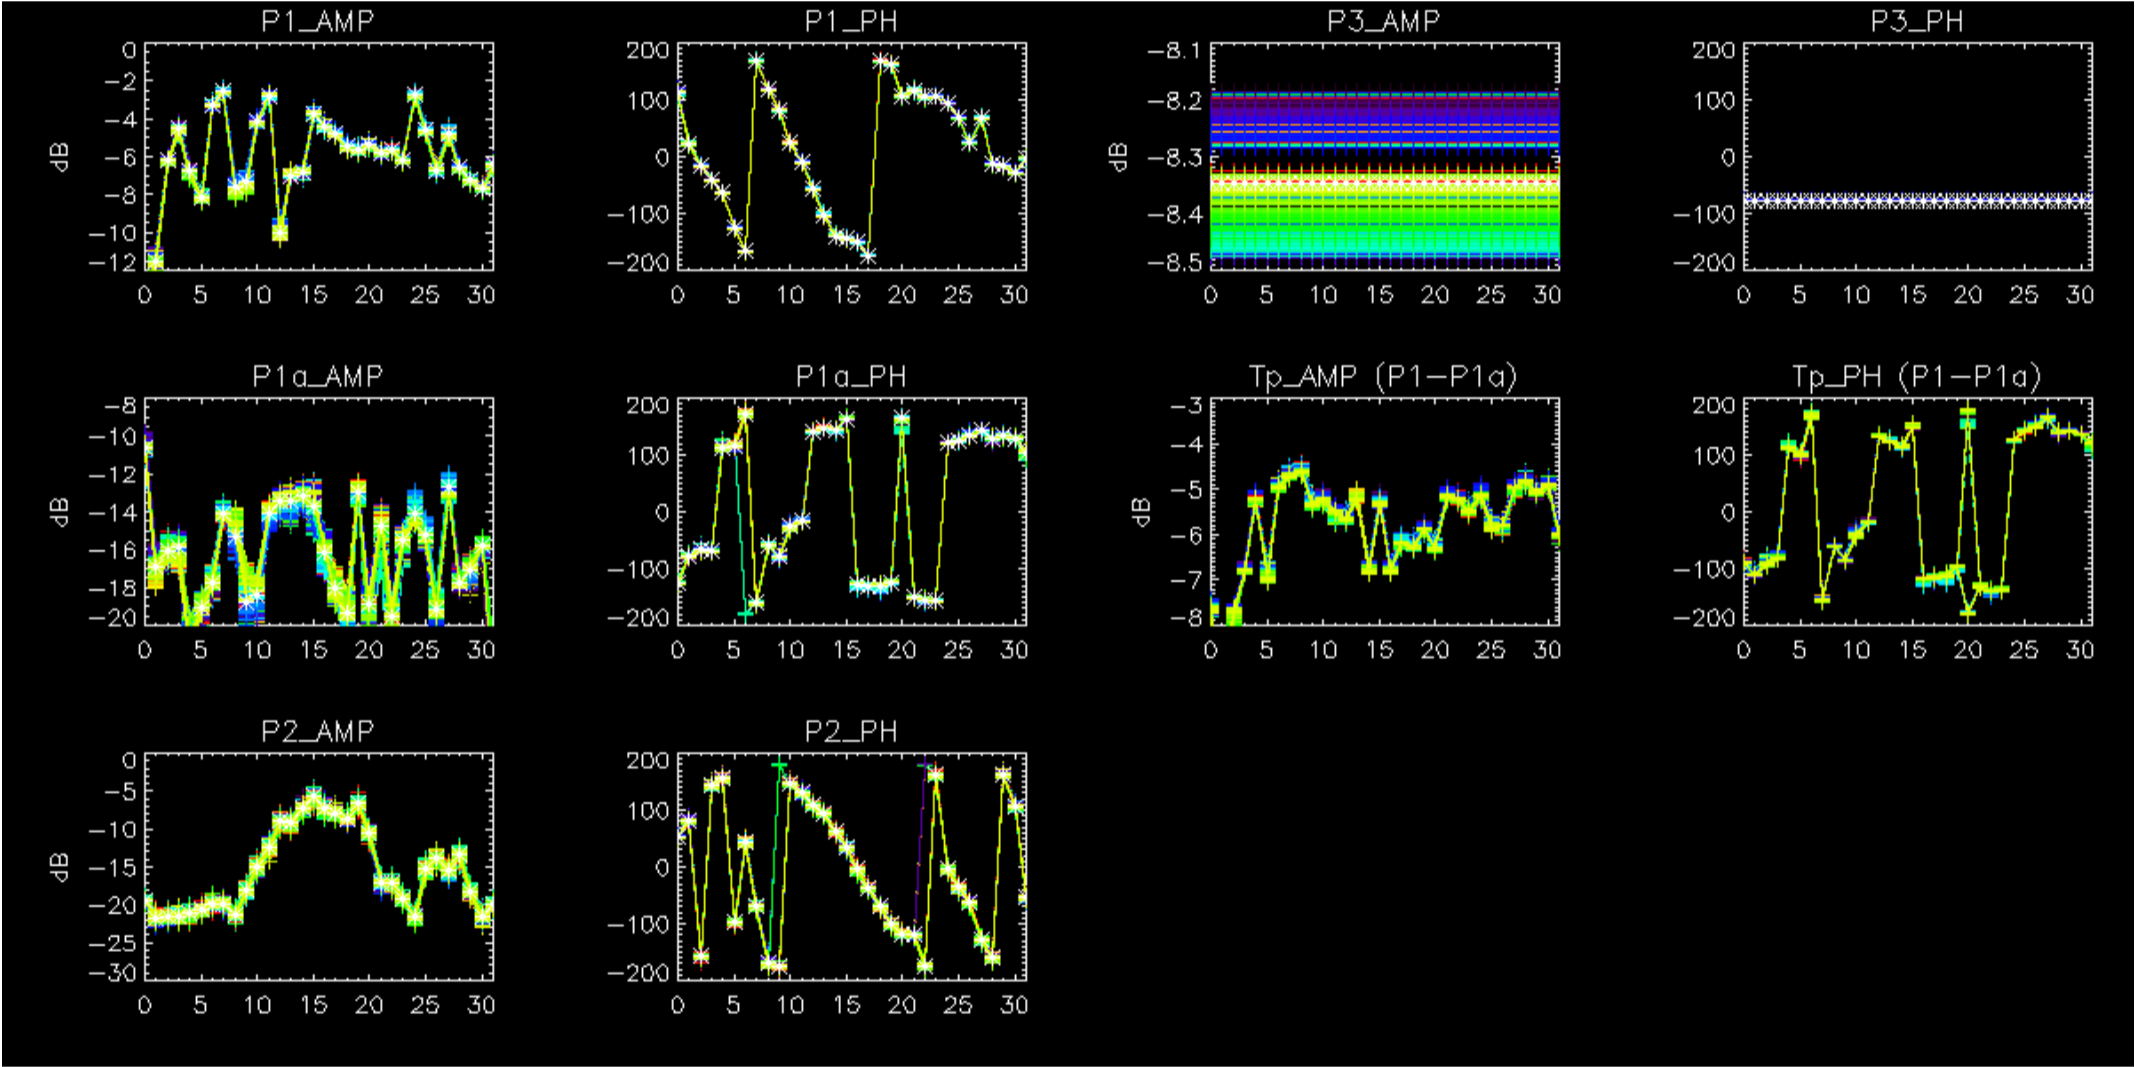 P1_AMP
0
−2
−4
−6
−8
−10
−12
dB
0 5 10 15 20 25 30
P1_PH
200
100
0
−100
−200
0 5 10 15 20 25 30
P3_AMP
−8.1
−8.2
−8.3
−8.4
−8.5
dB
0 5 10 15 20 25 30
P3_PH
200
100
0
−100
−200
0 5 10 15 20 25 30
P1a_AMP
−8
−10
−12
−14
−16
−18
−20
dB
0 5 10 15 20 25 30
P1a_PH
200
100
0
−100
−200
0 5 10 15 20 25 30
Tp_AMP (P1−P1a)
−3
−4
−5
−6
−7
−8
dB
0 5 10 15 20 25 30
Tp_PH (P1−P1a)
200
100
0
−100
−200
0 5 10 15 20 25 30
P2_AMP
0
−5
−10
−15
−20
−25
−30
dB
0 5 10 15 20 25 30
P2_PH
200
100
0
−100
−200
0 5 10 15 20 25 30